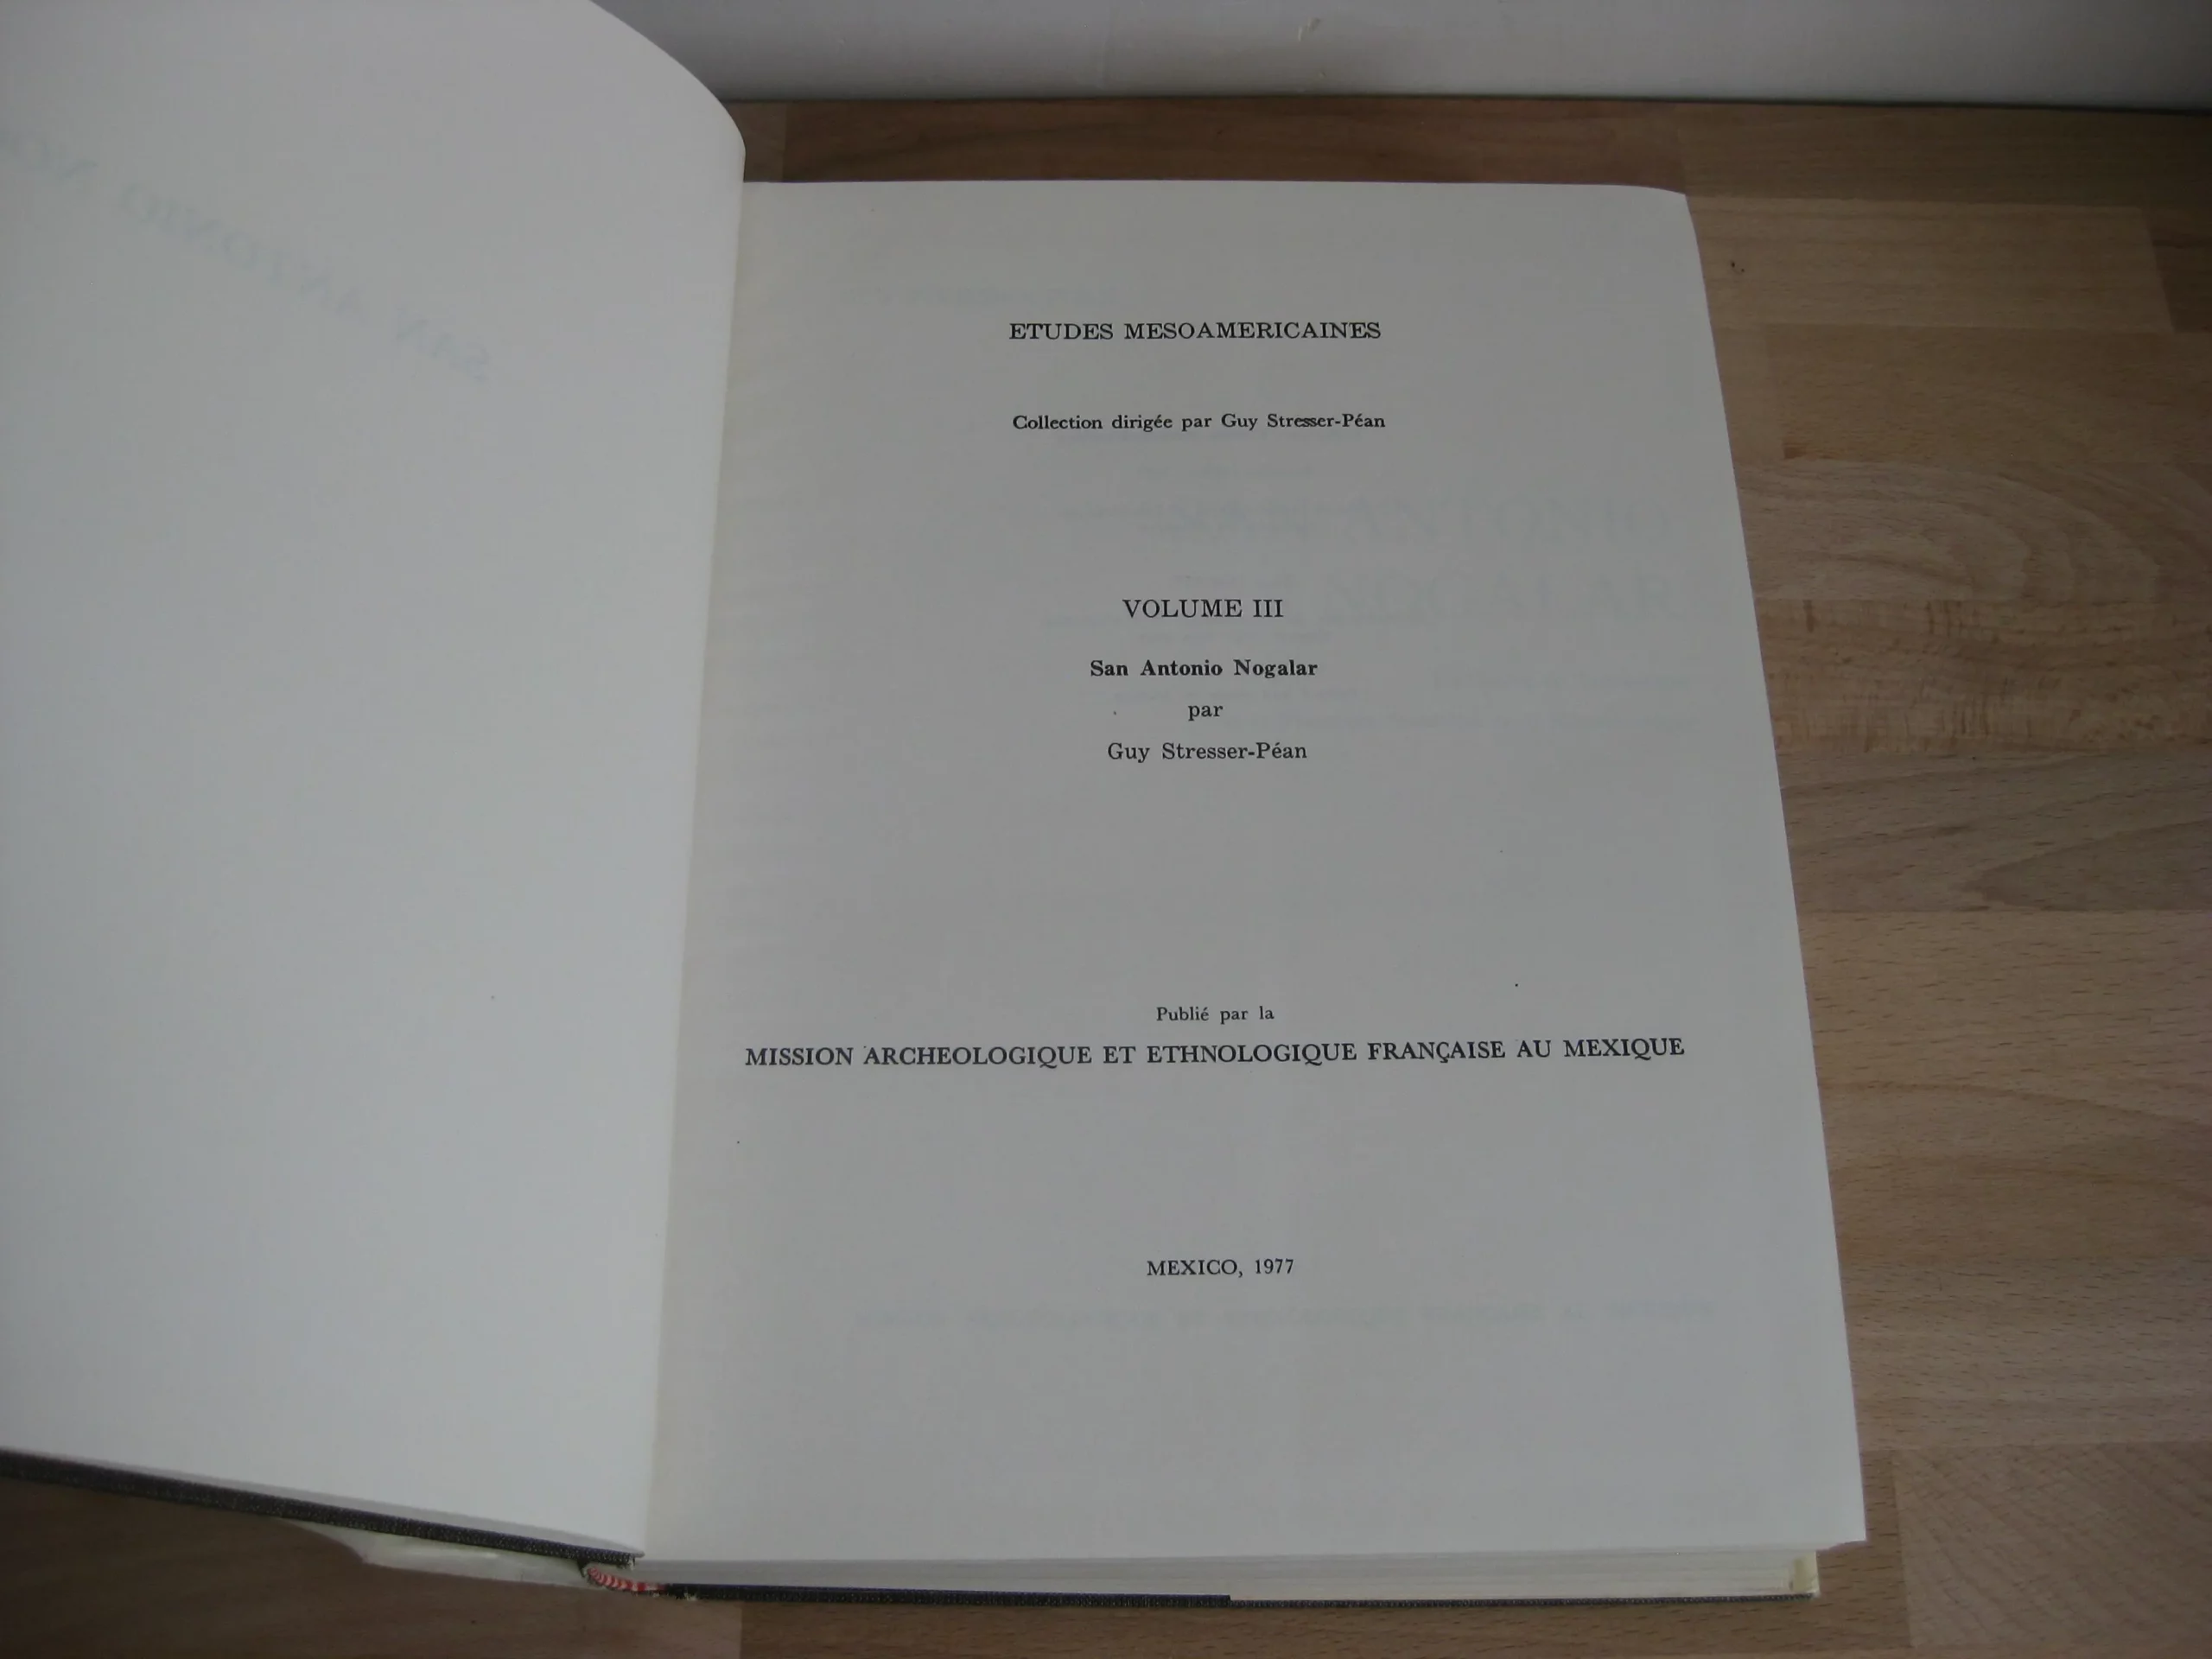 ETUDES MESOAMERICAINES
Collection dirigée par Guy Stresser-Péan
VOLUME III
San Antonio Nogalar
par
Guy Stresser-Péan
Publié par la
MISSION ARCHEOLOGIQUE ET ETHNOLOGIQUE FRANÇAISE AU MEXIQUE
MEXICO, 1977